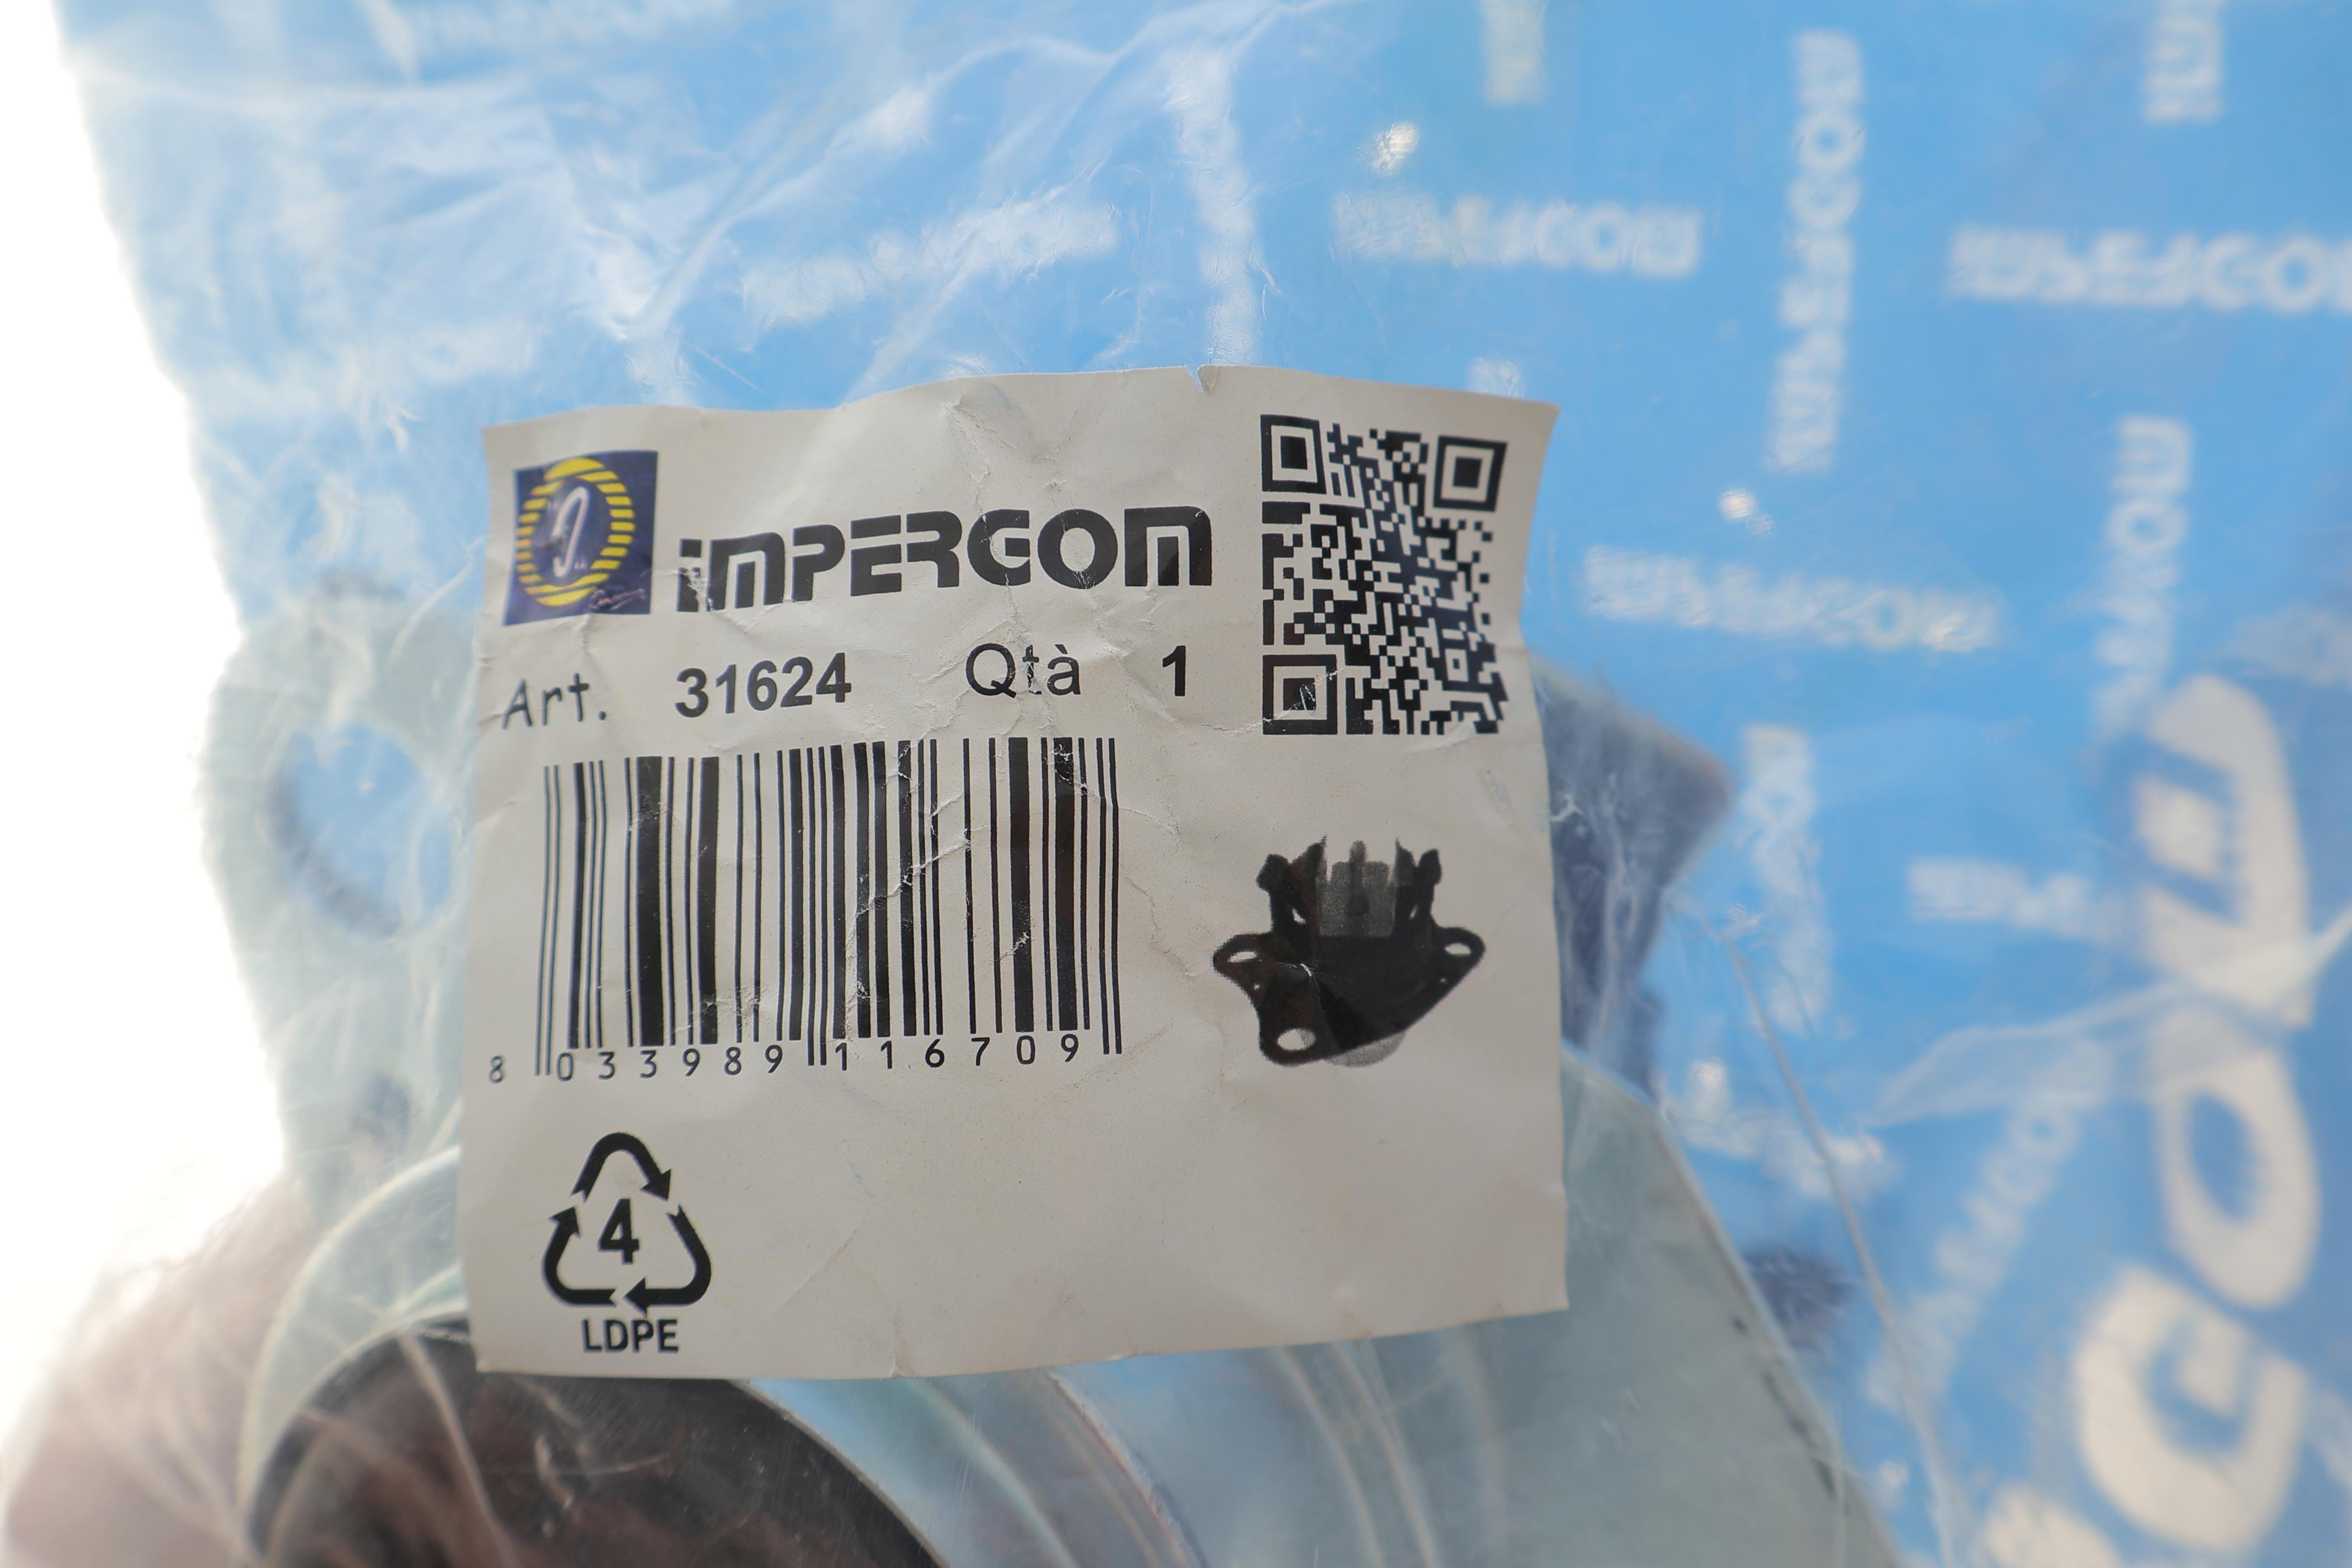 IMPERGOM
Art. 31624 Qtà 1
8 033989 116709
4
LDPE